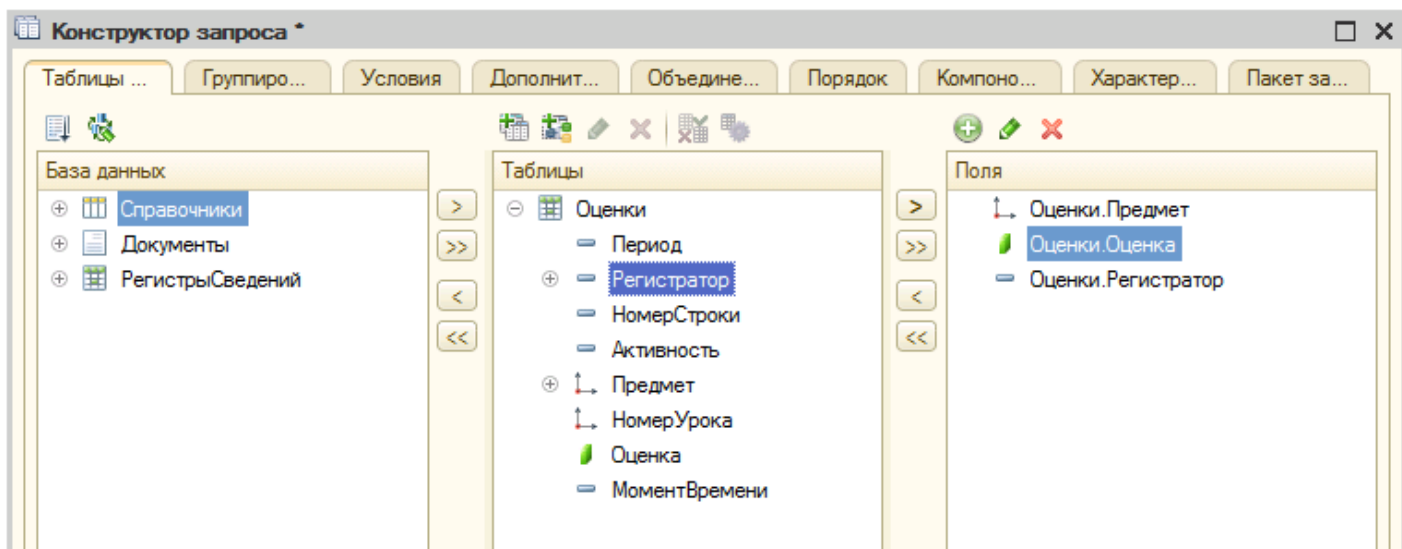 Конструктор запроса *
Таблицы ... Группиро... Условия Дополнит... Объедине... Порядок Компоно... Характер... Пакет за...
База данных
Справочники
Документы
РегистрыСведений
>
>>
<
<<
Таблицы
Оценки
Период
Регистратор
НомерСтроки
Активность
Предмет
НомерУрока
Оценка
МоментВремени
>
>>
<
<<
Поля
Оценки.Предмет
Оценки.Оценка
Оценки.Регистратор